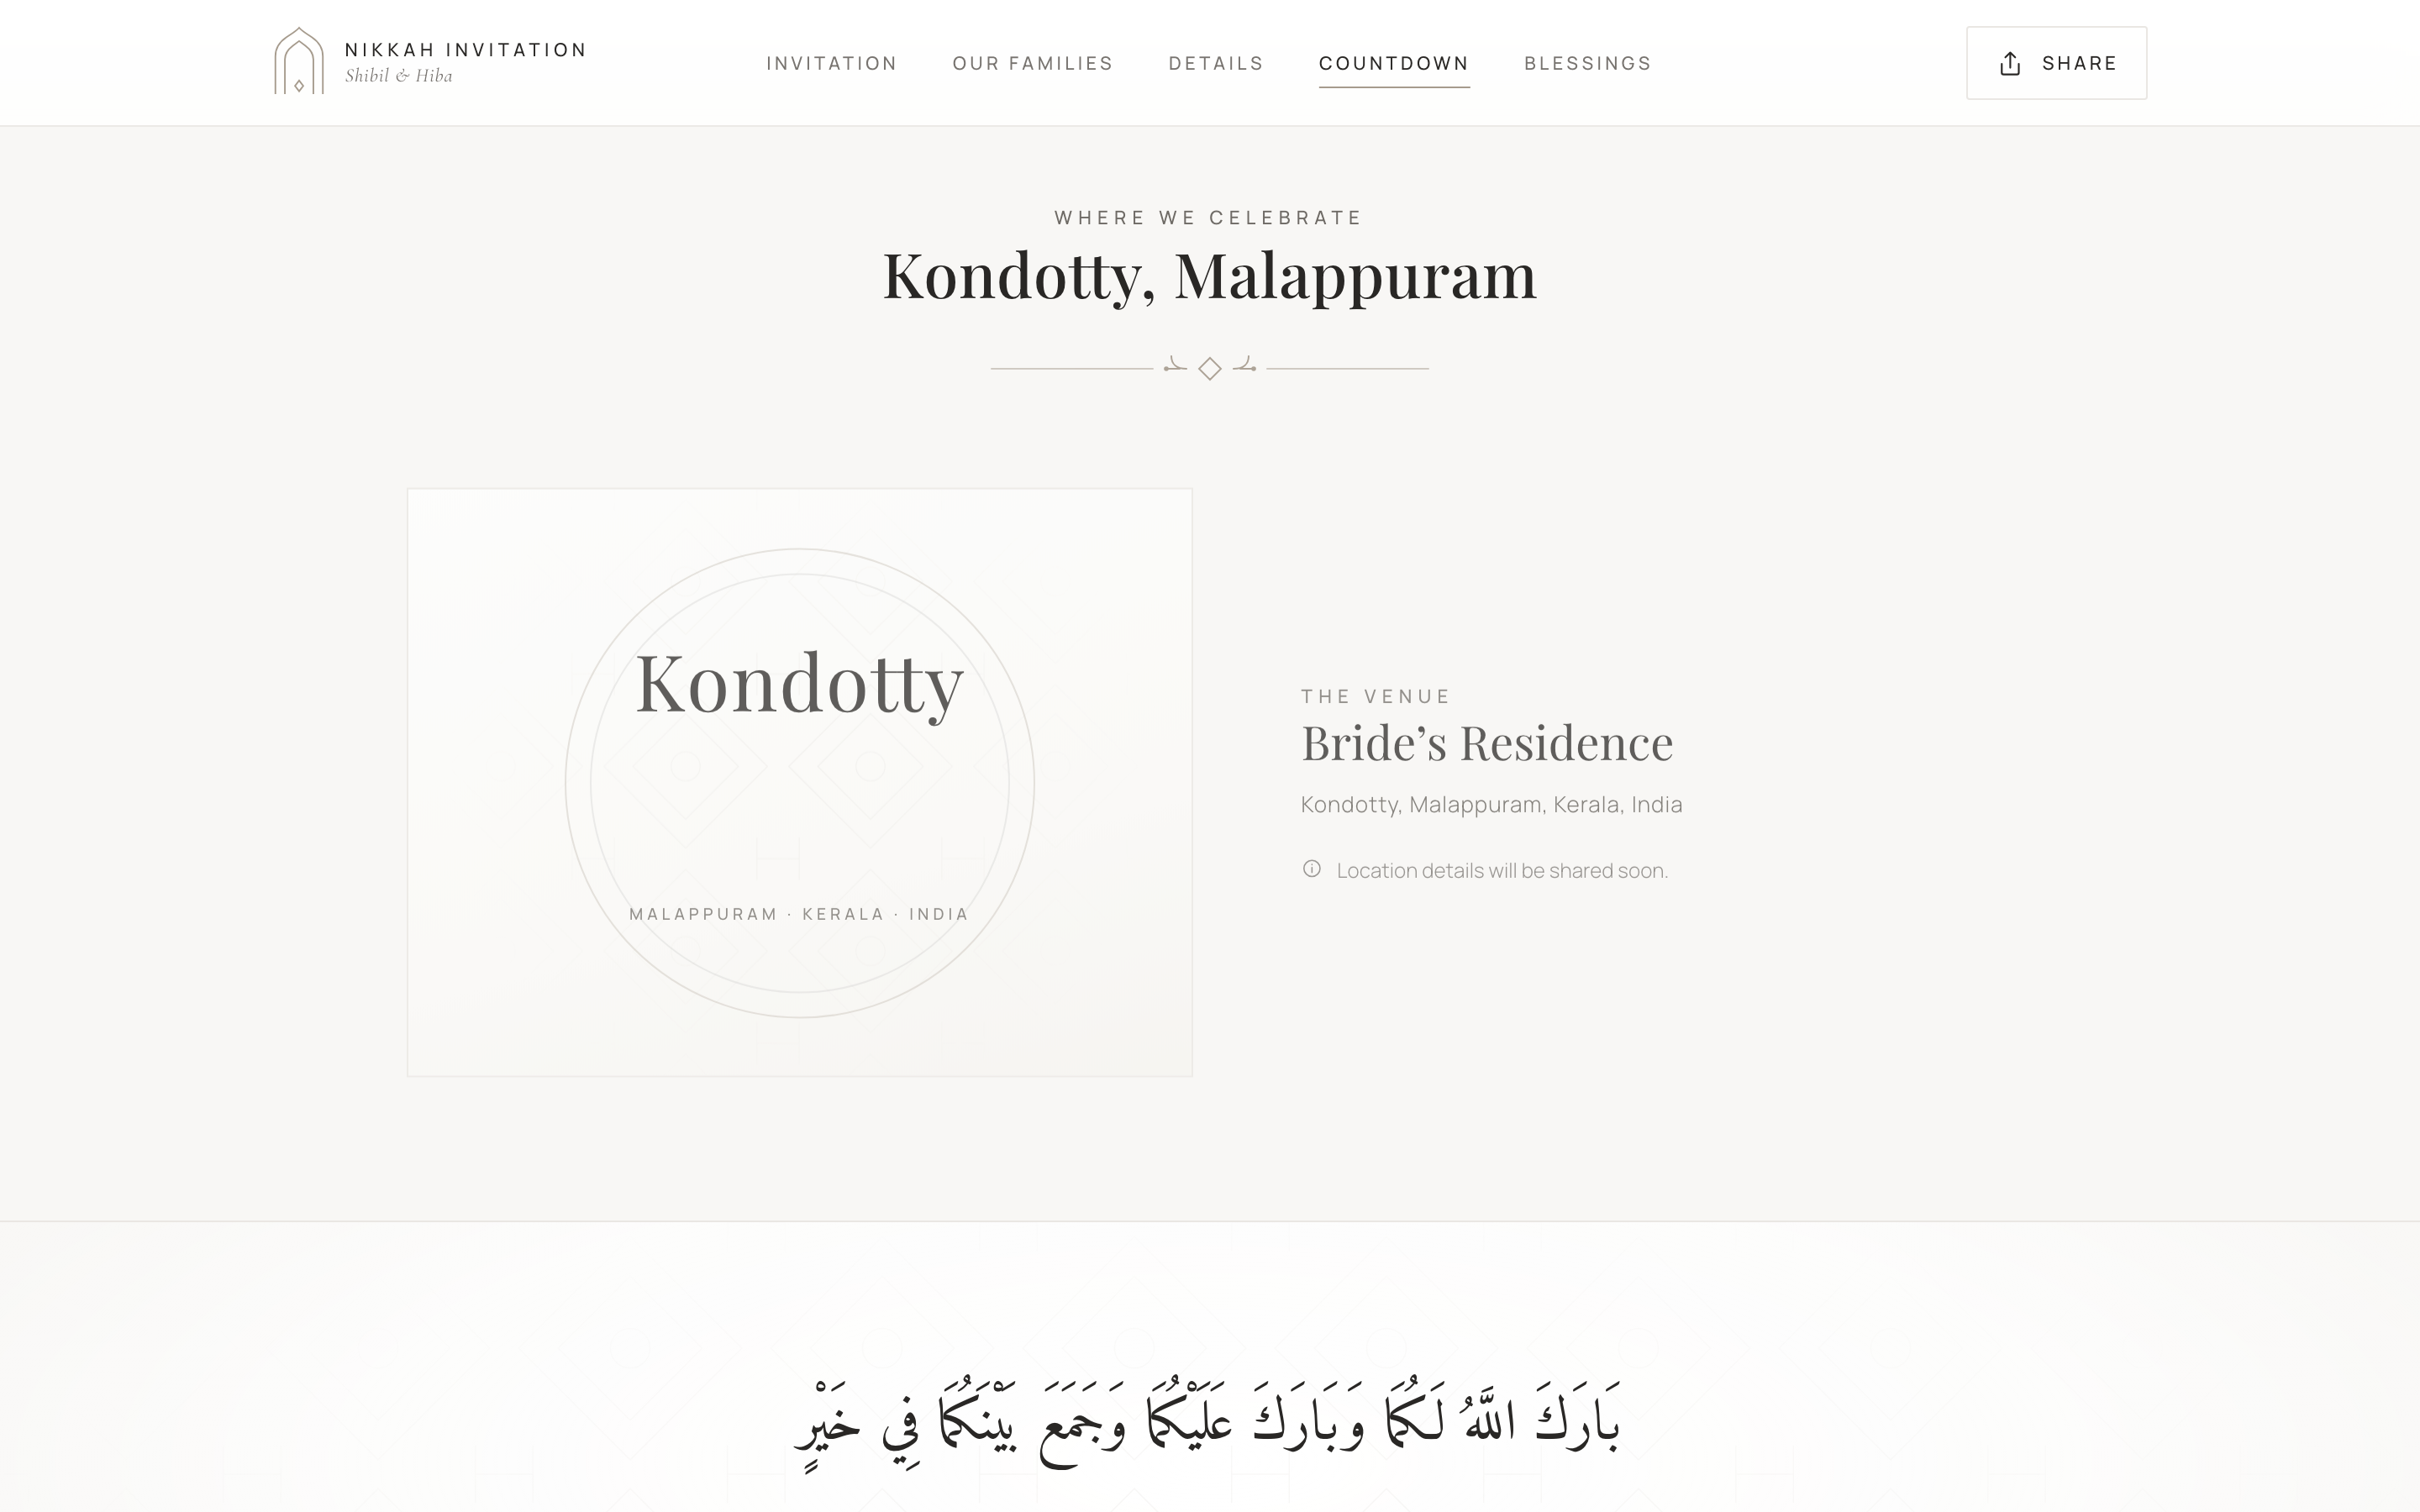 NIKKAH INVITATION
Shibil & Hiba
INVITATION
OUR FAMILIES
DETAILS
COUNTDOWN
BLESSINGS
SHARE
WHERE WE CELEBRATE
Kondotty, Malappuram
Kondotty
MALAPPURAM · KERALA · INDIA
THE VENUE
Bride’s Residence
Kondotty, Malappuram, Kerala, India
Location details will be shared soon.
بَارَكَ اللَّهُ لَكُمَا وَبَارَكَ عَلَيْكُمَا وَجَمَعَ بَيْنَكُمَا فِي خَيْرٍ